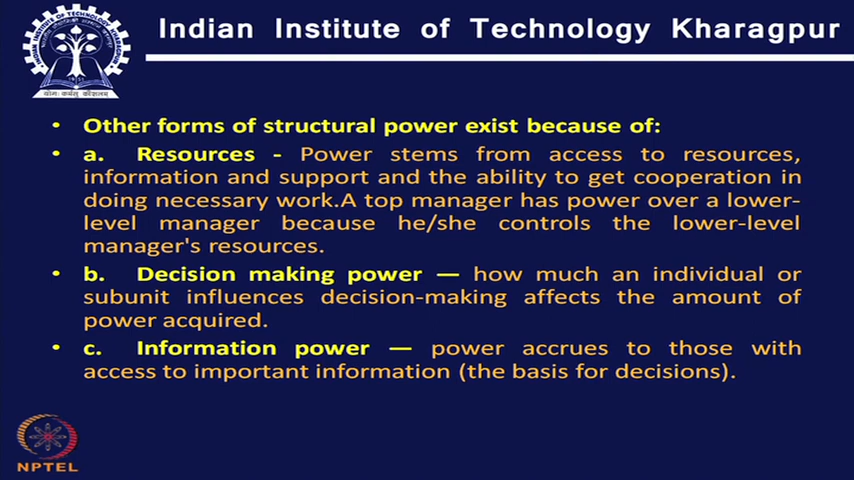 Indian Institute of Technology Kharagpur
• Other forms of structural power exist because of:
• a. Resources - Power stems from access to resources,
information and support and the ability to get cooperation in
doing necessary work.A top manager has power over a lower-
level manager because he/she controls the lower-level
manager's resources.
• b. Decision making power — how much an individual or
subunit influences decision-making affects the amount of
power acquired.
• c. Information power — power accrues to those with
access to important information (the basis for decisions).
NPTEL